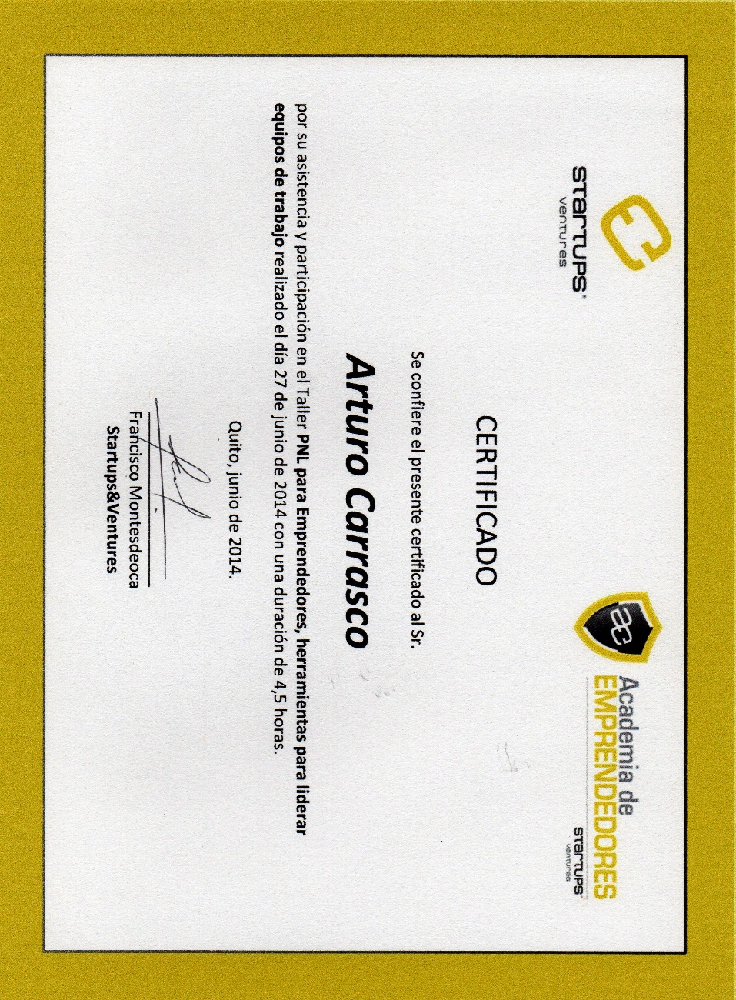 STARTUPS
ventures
Academia de
EMPRENDEDORES
STARTUPS
ventures
CERTIFICADO
Se confiere el presente certificado al Sr.
Arturo Carrasco
por su asistencia y participación en el Taller PNL para Emprendedores, herramientas para liderar
equipos de trabajo realizado el día 27 de junio de 2014 con una duración de 4,5 horas.
Quito, junio de 2014.
Francisco Montesdeoca
Startups&Ventures